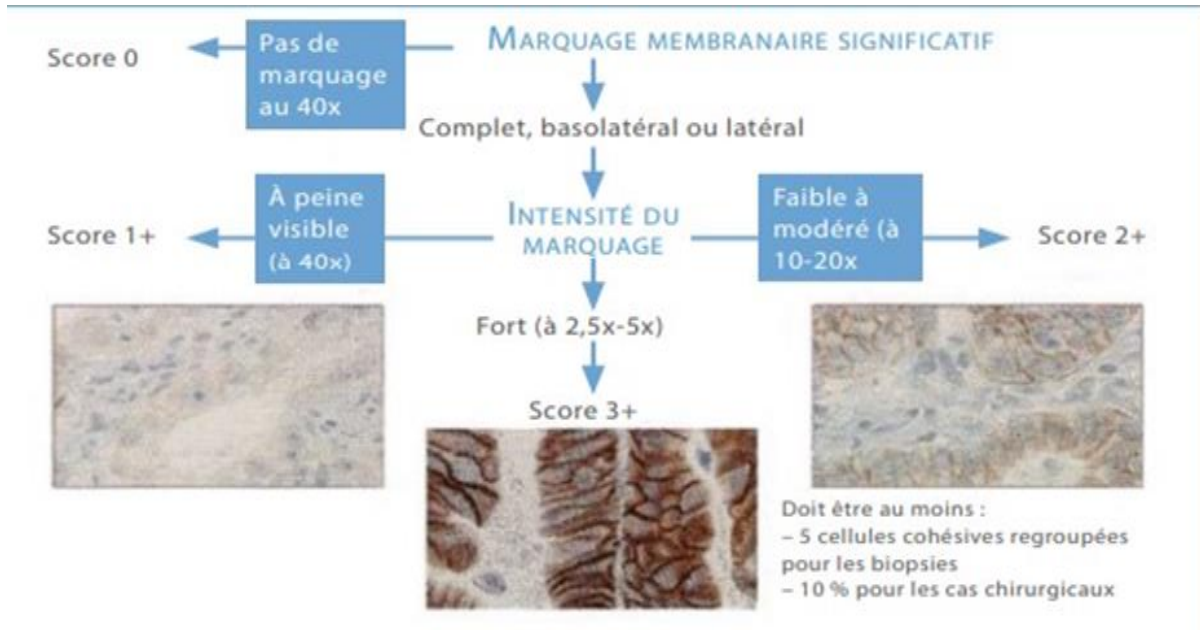 Score 0
Pas de
marquage
au 40x
MARQUAGE MEMBRANAIRE SIGNIFICATIF
Complet, basolatéral ou latéral
Score 1+
À peine
visible
(à 40x)
INTENSITÉ DU
MARQUAGE
Faible à
modéré (à
10-20x
Score 2+
Fort (à 2,5x-5x)
Score 3+
Doit être au moins :
– 5 cellules cohésives regroupées
pour les biopsies
– 10 % pour les cas chirurgicaux